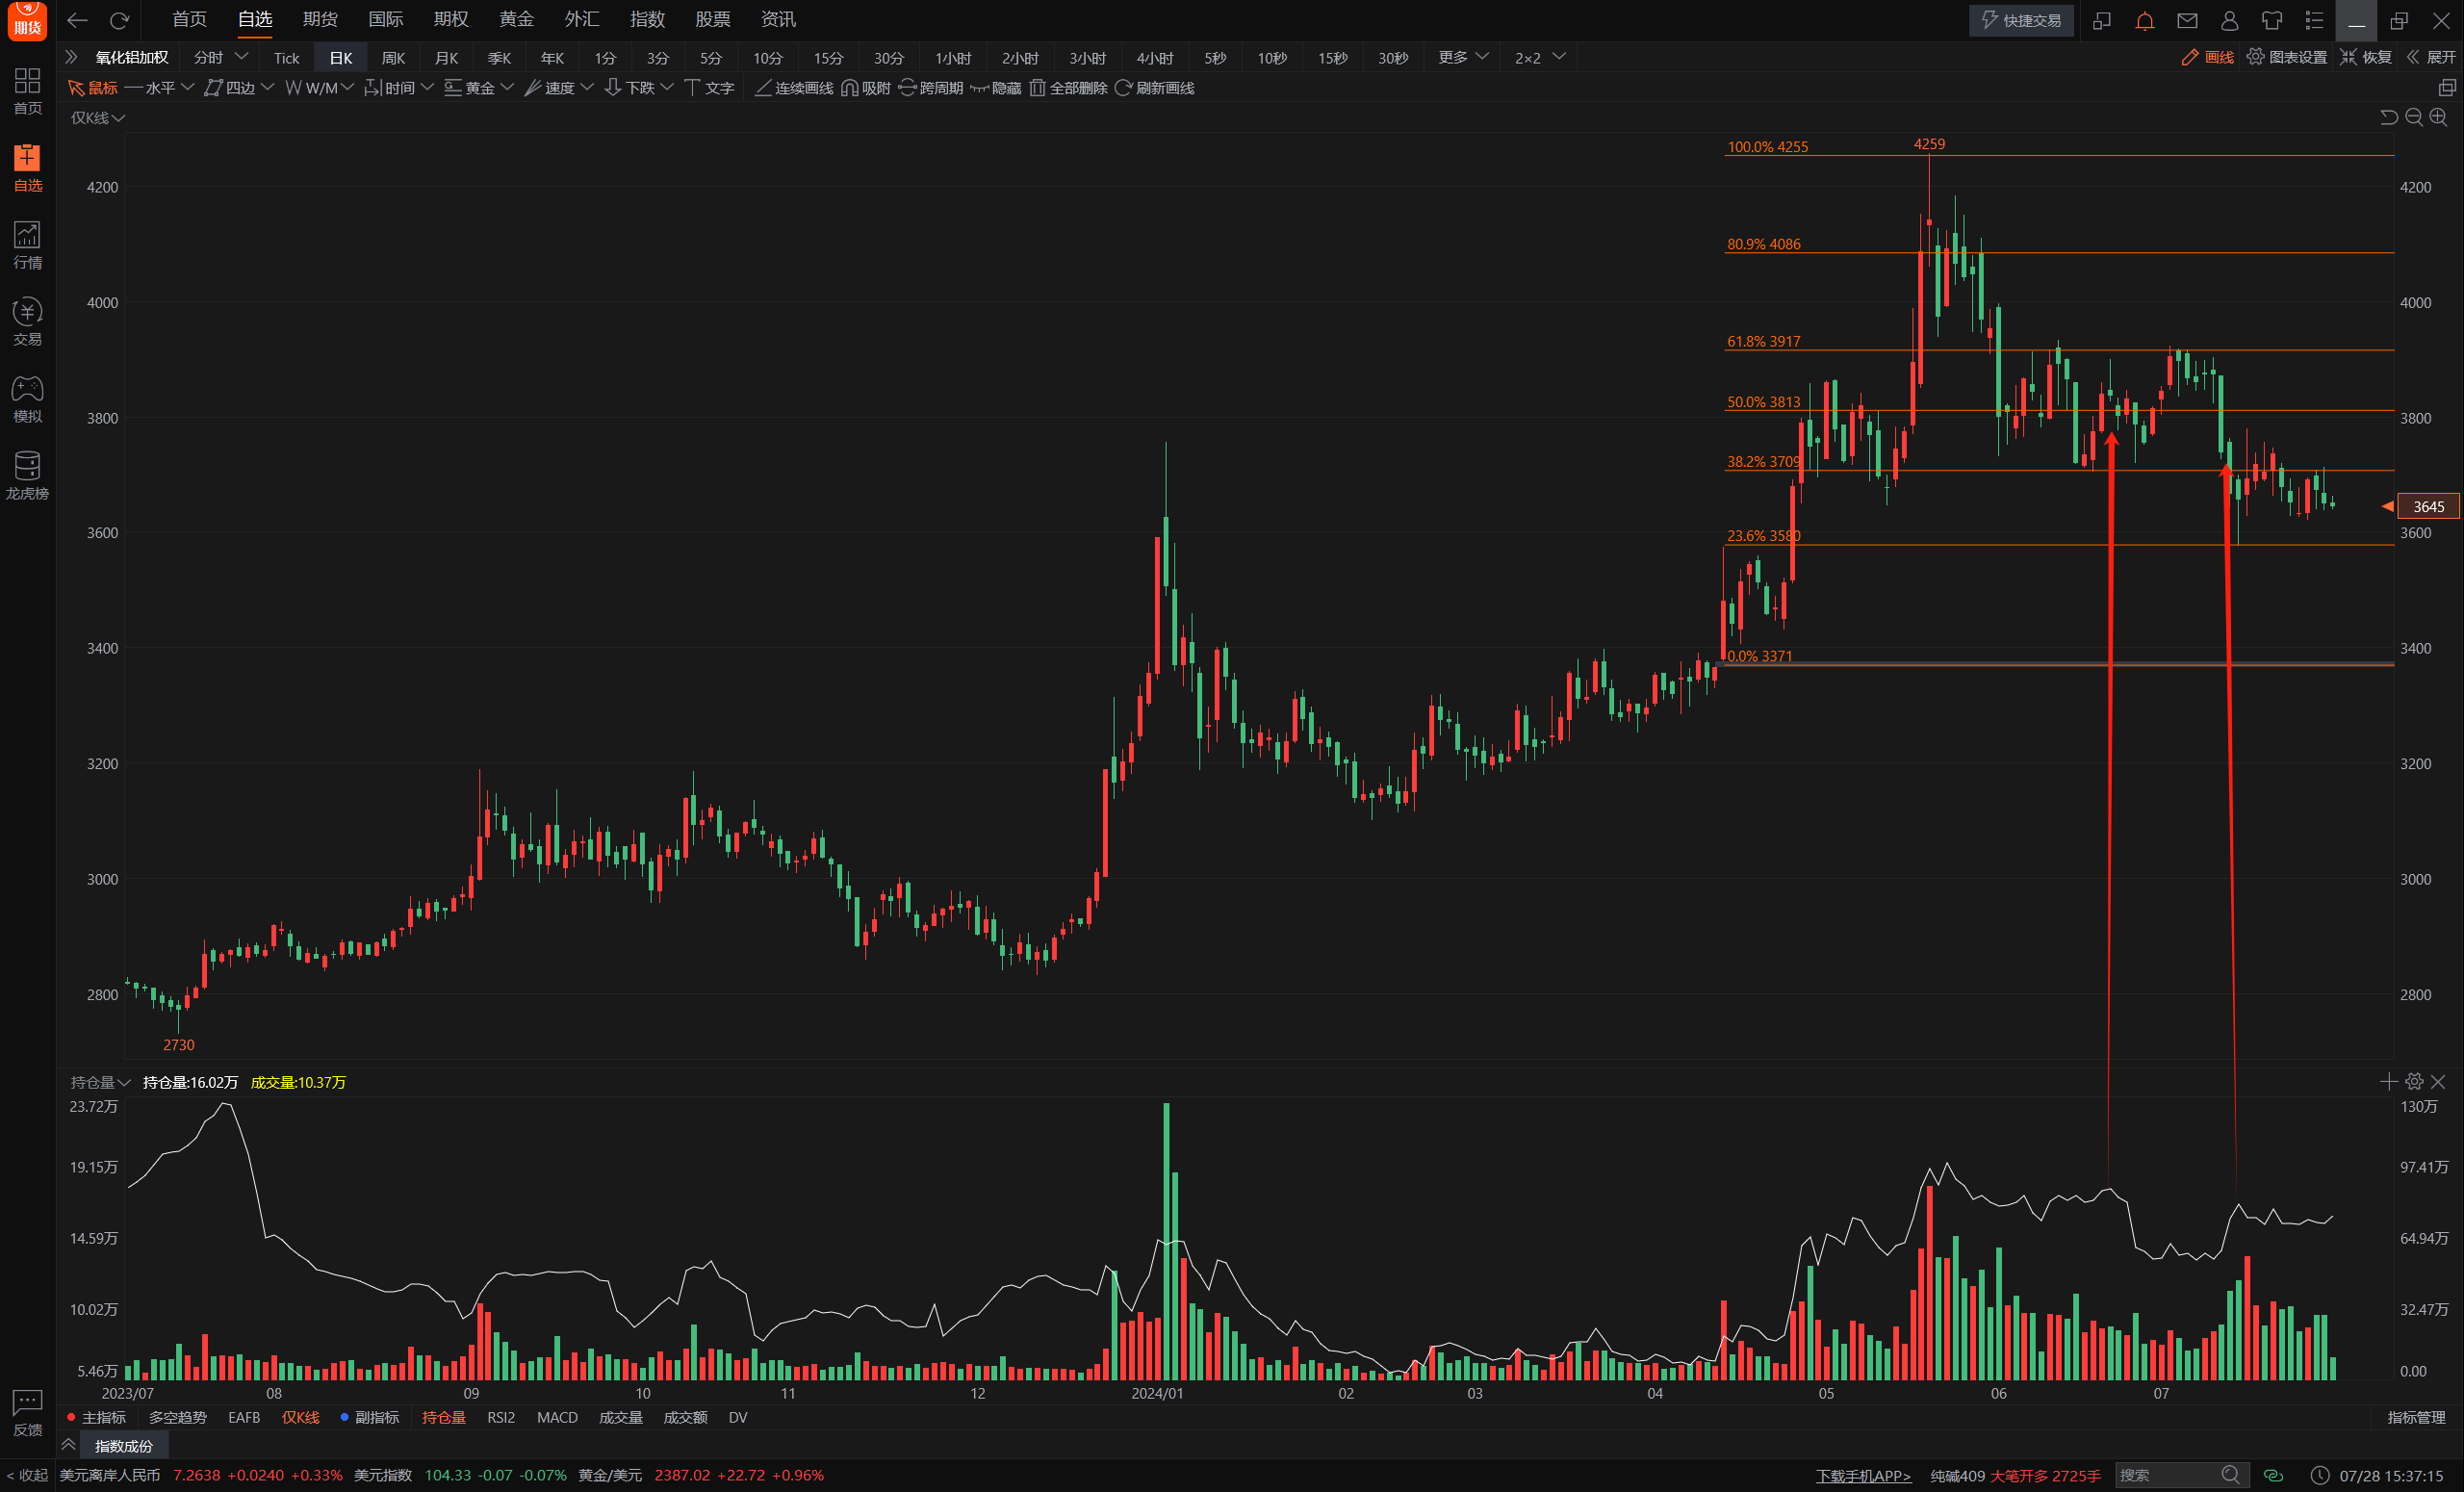 期货
首页 自选 期货 国际 期权 黄金 外汇 指数 股票 资讯 快捷交易
氧化铝加权 分时 Tick 日K 周K 月K 季K 年K 1分 3分 5分 10分 15分 30分 1小时 2小时 3小时 4小时 5秒 10秒 15秒 30秒 更多 2×2 画线 图表设置 恢复 展开
鼠标 水平 四边 W/M 时间 黄金 速度 下跌 文字 连续画线 吸附 跨周期 隐藏 全部删除 刷新画线
首页
自选
行情
交易
模拟
龙虎榜
反馈
仅K线
100.0% 4255 4259
4200 4200
80.9% 4086
4000 4000
61.8% 3917
50.0% 3813
3800 3800
38.2% 3709
3645
23.6% 3580
3600 3600
0.0% 3371
3400 3400
3200 3200
3000 3000
2800 2800
2730
持仓量 持仓量:16.02万 成交量:10.37万
23.72万 130万
19.15万 97.41万
14.59万 64.94万
10.02万 32.47万
5.46万 0.00
2023/07 08 09 10 11 12 2024/01 02 03 04 05 06 07
主指标 多空趋势 EAFB 仅K线 副指标 持仓量 RSI2 MACD 成交量 成交额 DV 指标管理
指数成份
< 收起 美元离岸人民币 7.2638 +0.0240 +0.33% 美元指数 104.33 -0.07 -0.07% 黄金/美元 2387.02 +22.72 +0.96% 下载手机APP> 纯碱409 大笔开多 2725手 搜索 07/28 15:37:15